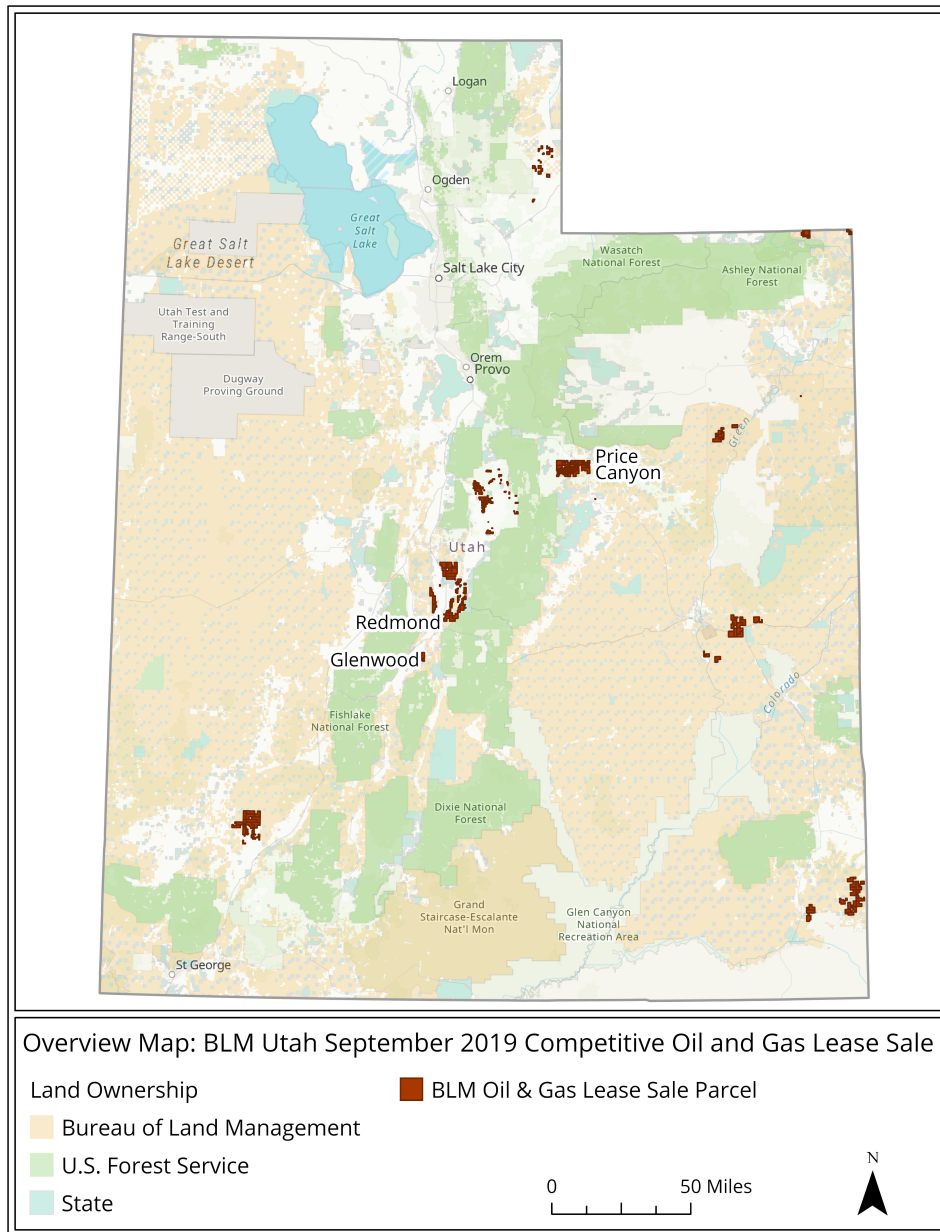 Logan
Ogden
Great
Salt
Lake
Great Salt
Lake Desert
Wasatch
National Forest
Salt Lake City
Ashley National
Forest
Utah Test and
Training
Range-South
Orem
Provo
Dugway
Proving Ground
Green
Price
Canyon
Utah
Redmond
Glenwood
Colorado
Fishlake
National Forest
Dixie National
Forest
Grand
Staircase-Escalante
Nat'l Mon
Glen Canyon
National
Recreation Area
St George
Overview Map: BLM Utah September 2019 Competitive Oil and Gas Lease Sale
Land Ownership
BLM Oil & Gas Lease Sale Parcel
Bureau of Land Management
U.S. Forest Service
State
0 50 Miles
N